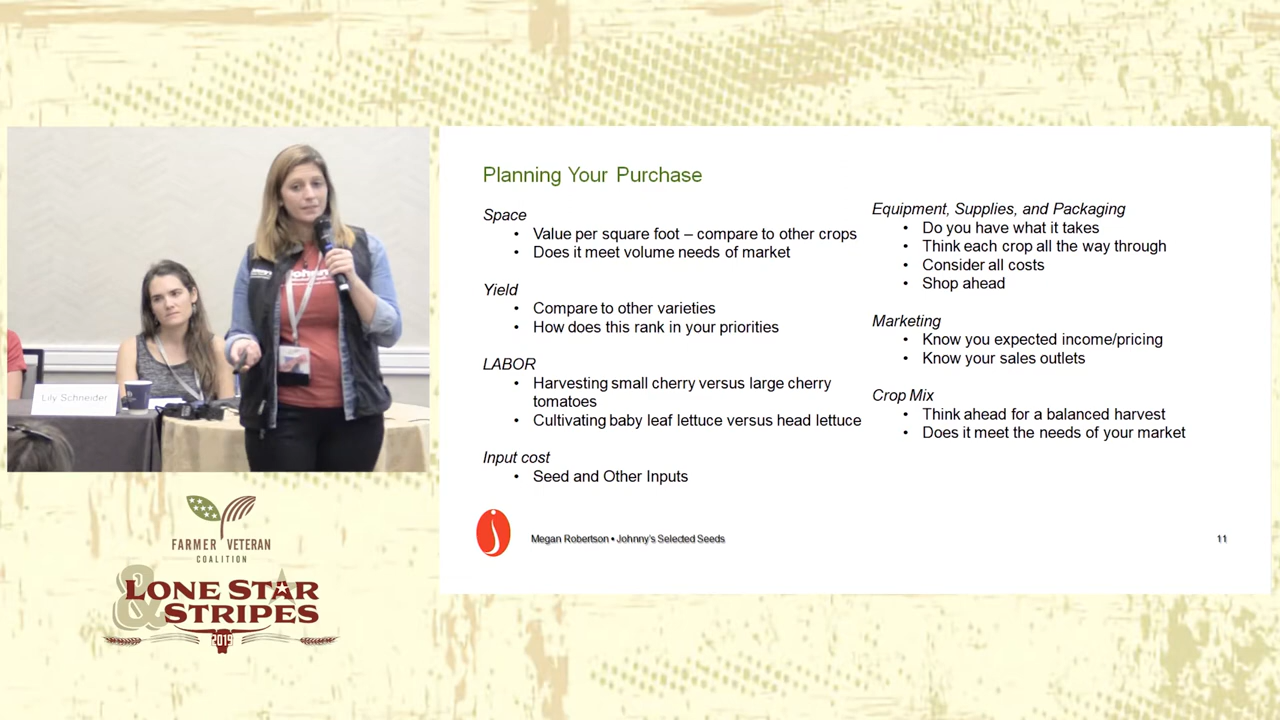 Planning Your Purchase
Space
• Value per square foot – compare to other crops
• Does it meet volume needs of market
Yield
• Compare to other varieties
• How does this rank in your priorities
LABOR
• Harvesting small cherry versus large cherry
tomatoes
• Cultivating baby leaf lettuce versus head lettuce
Input cost
• Seed and Other Inputs
Equipment, Supplies, and Packaging
• Do you have what it takes
• Think each crop all the way through
• Consider all costs
• Shop ahead
Marketing
• Know you expected income/pricing
• Know your sales outlets
Crop Mix
• Think ahead for a balanced harvest
• Does it meet the needs of your market
Megan Robertson • Johnny's Selected Seeds
11
Lily Schneider
FARMER VETERAN
COALITION
LONE STAR
& STRIPES
2019